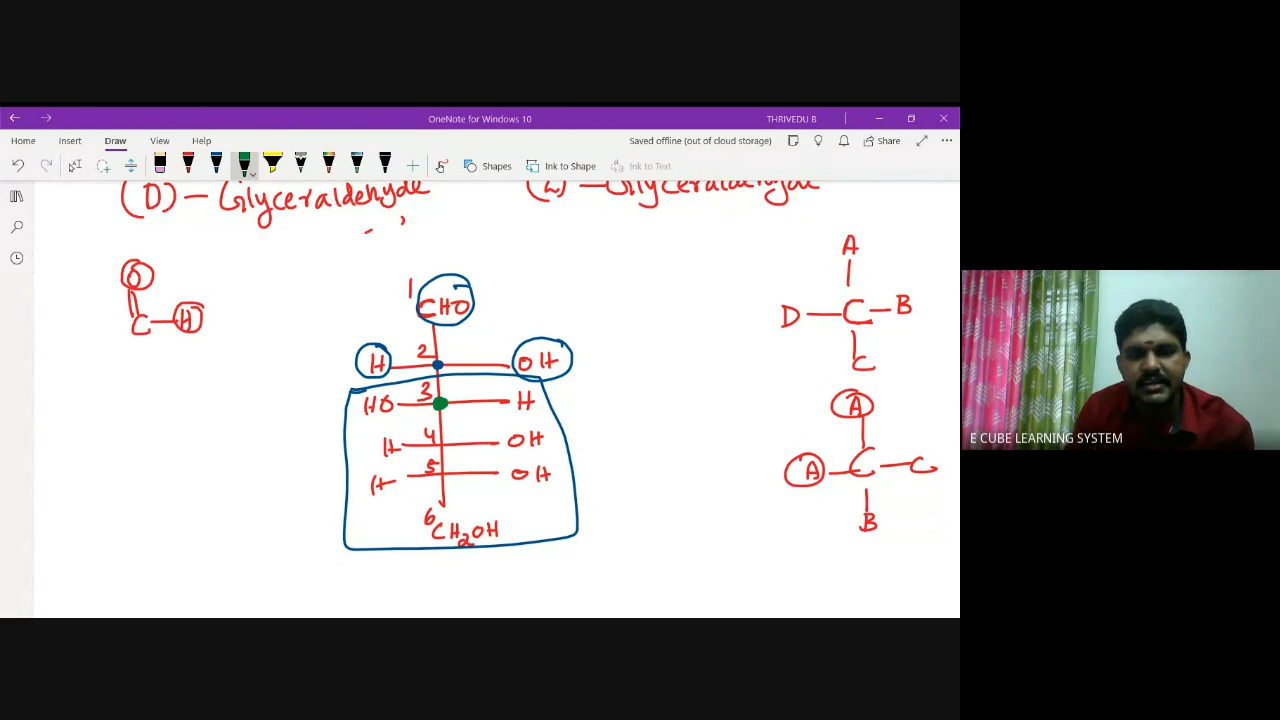 OneNote for Windows 10
THRIVEDU B
Home Insert Draw View Help
Saved offline (out of cloud storage)
Share
Shapes
Ink to Shape
Ink to Text
(D) - Glyceraldehyde
(L) - Glyceraldehyde
O
C - H
1
CHO
H 2 OH
HO 3 H
H 4 OH
H 5 OH
6
CH2OH
A
D - C - B
C
A
A - C - C
B
E CUBE LEARNING SYSTEM